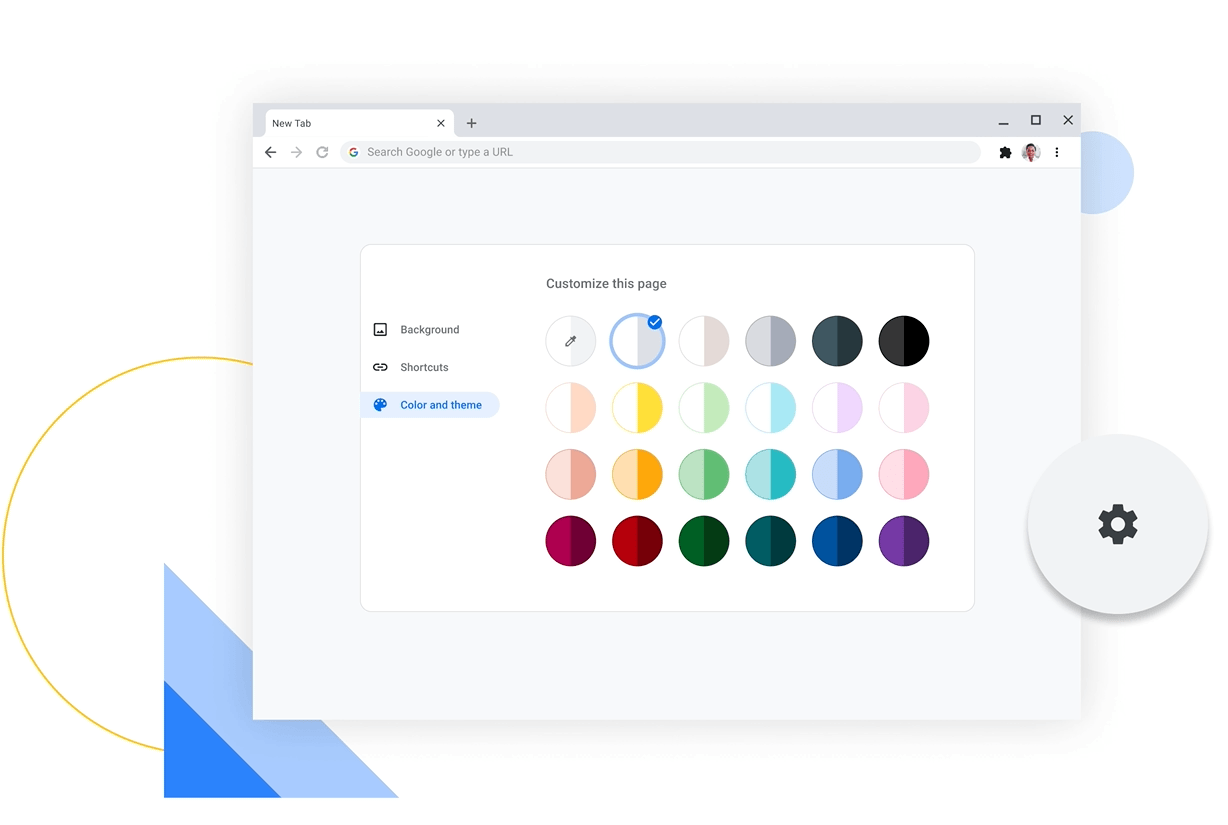 New Tab
Search Google or type a URL
Customize this page
Background
Shortcuts
Color and theme